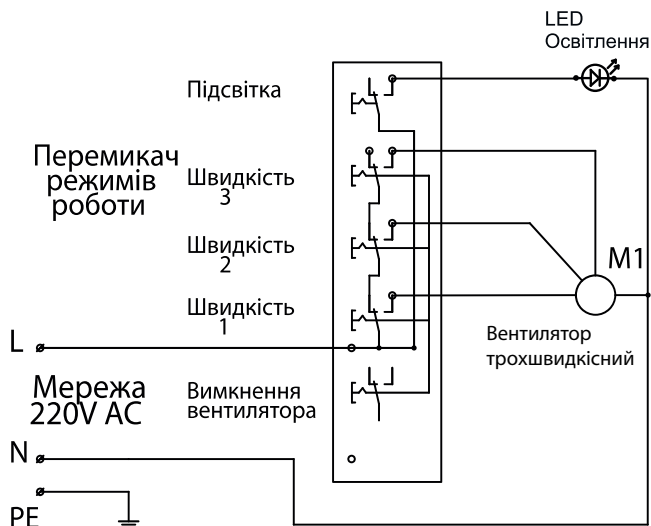 LED
Освітлення
Підсвітка
Перемикач
режимів
роботи
Швидкість
3
Швидкість
2
Швидкість
1
M1
Вентилятор
трохшвидкісний
L
Мережа
220V AC
Вимкнення
вентилятора
N
PE